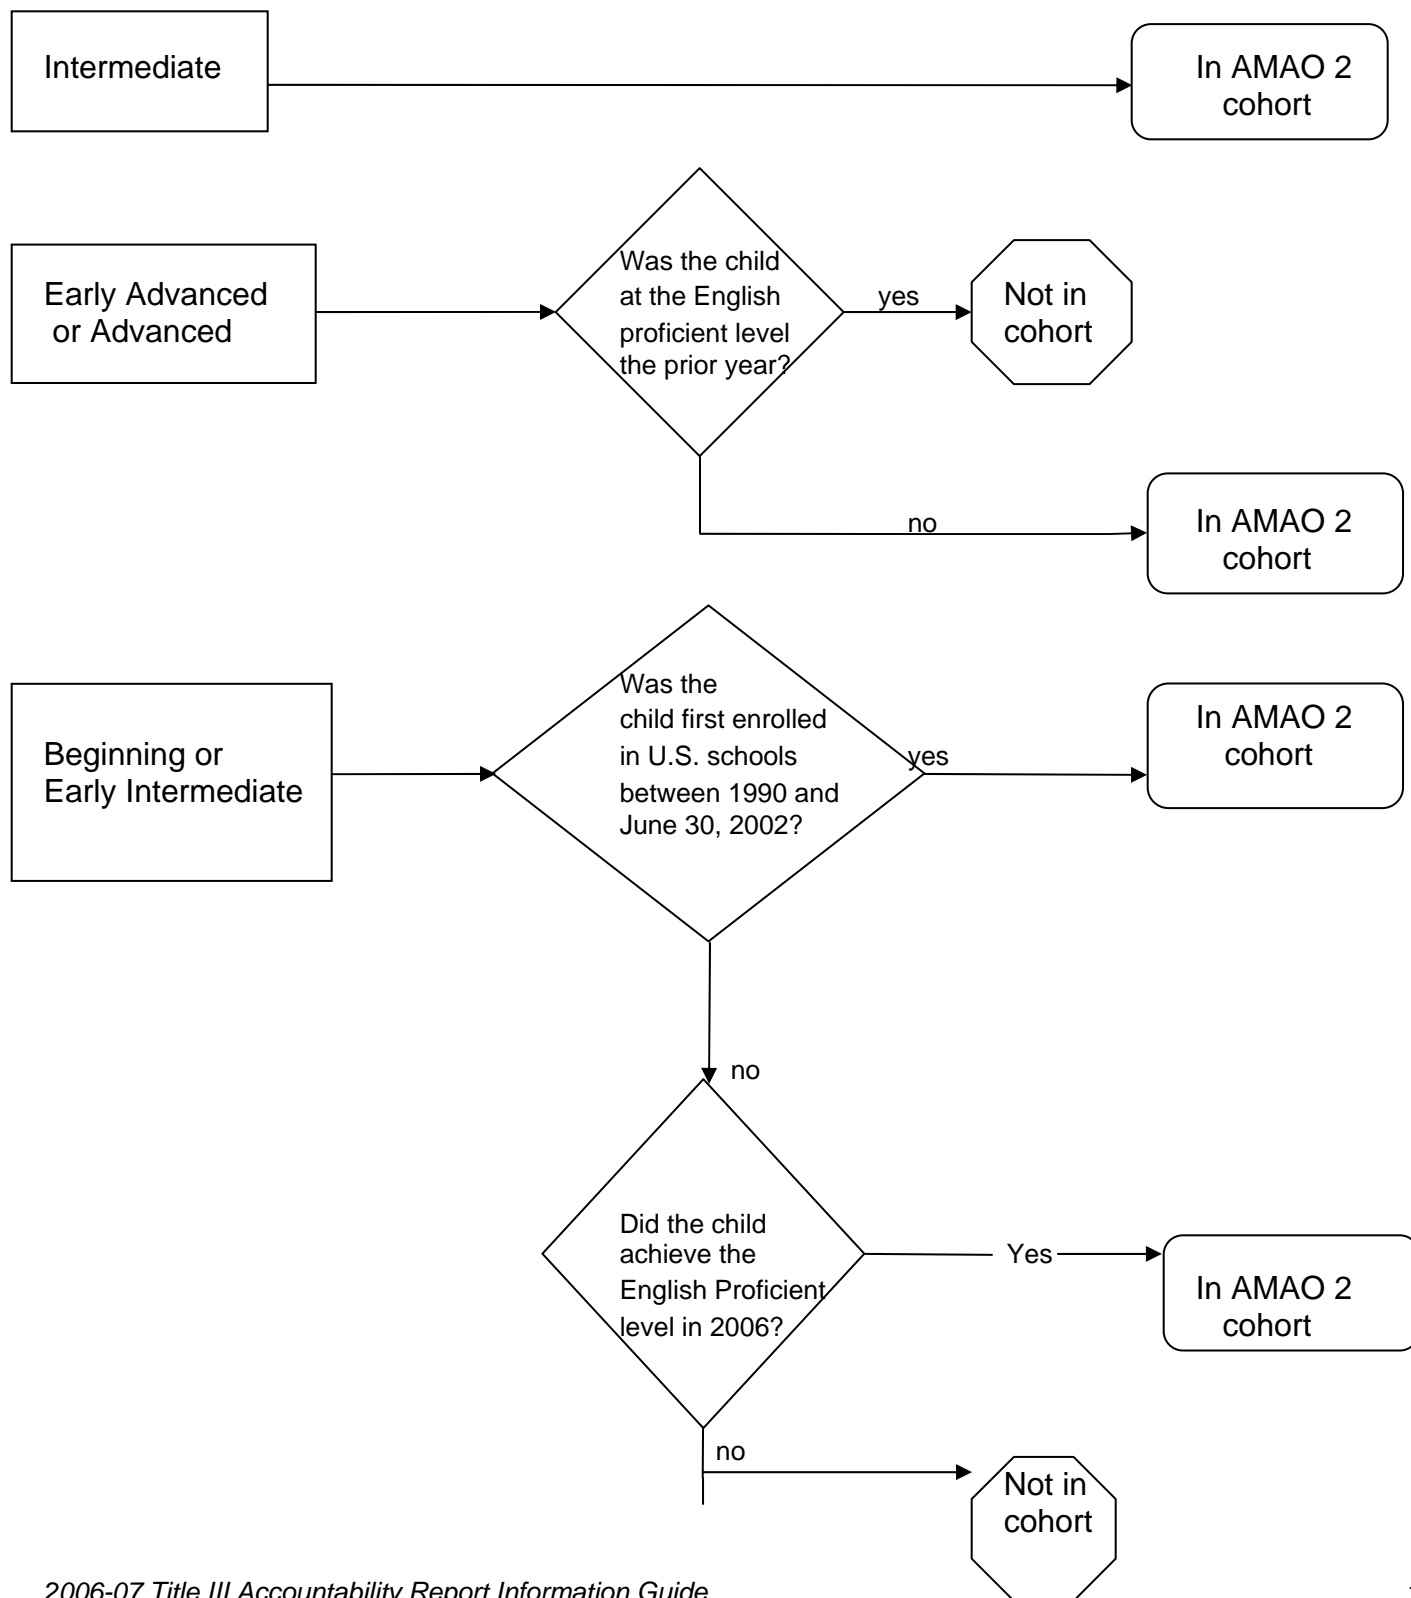 Intermediate
In AMAO 2
cohort
Early Advanced
or Advanced
Was the child
at the English
proficient level
the prior year?
yes
Not in
cohort
no
In AMAO 2
cohort
Beginning or
Early Intermediate
Was the
child first enrolled
in U.S. schools
between 1990 and
June 30, 2002?
yes
In AMAO 2
cohort
no
Did the child
achieve the
English Proficient
level in 2006?
Yes
In AMAO 2
cohort
no
Not in
cohort
2006-07 Title III Accountability Report Information Guide